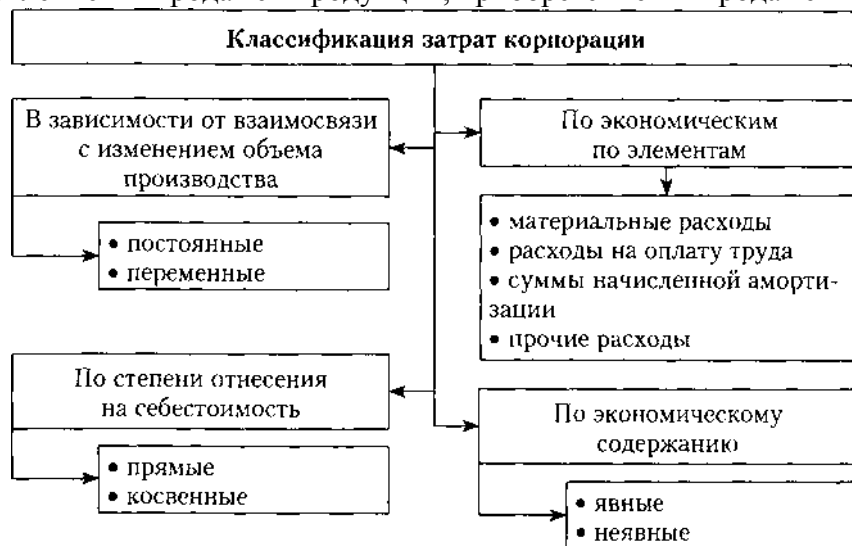 Классификация затрат корпорации
В зависимости от взаимосвязи
с изменением объема
производства
• постоянные
• переменные
По экономическим
по элементам
• материальные расходы
• расходы на оплату труда
• суммы начисленной аморти-
зации
• прочие расходы
По степени отнесения
на себестоимость
• прямые
• косвенные
По экономическому
содержанию
• явные
• неявные